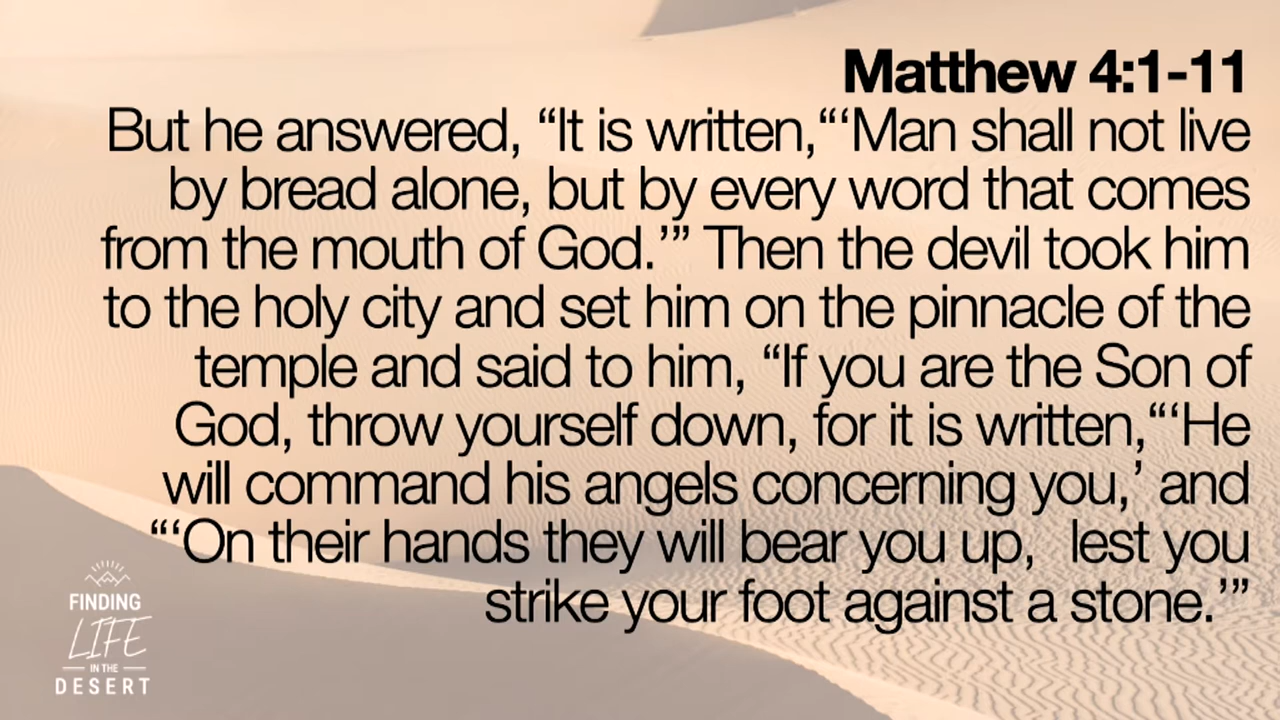 Matthew 4:1-11
But he answered, “It is written,“‘Man shall not live
by bread alone, but by every word that comes
from the mouth of God.’” Then the devil took him
to the holy city and set him on the pinnacle of the
temple and said to him, “If you are the Son of
God, throw yourself down, for it is written,“‘He
will command his angels concerning you,’ and
“‘On their hands they will bear you up, lest you
strike your foot against a stone.’”
FINDING
LIFE
IN THE
DESERT